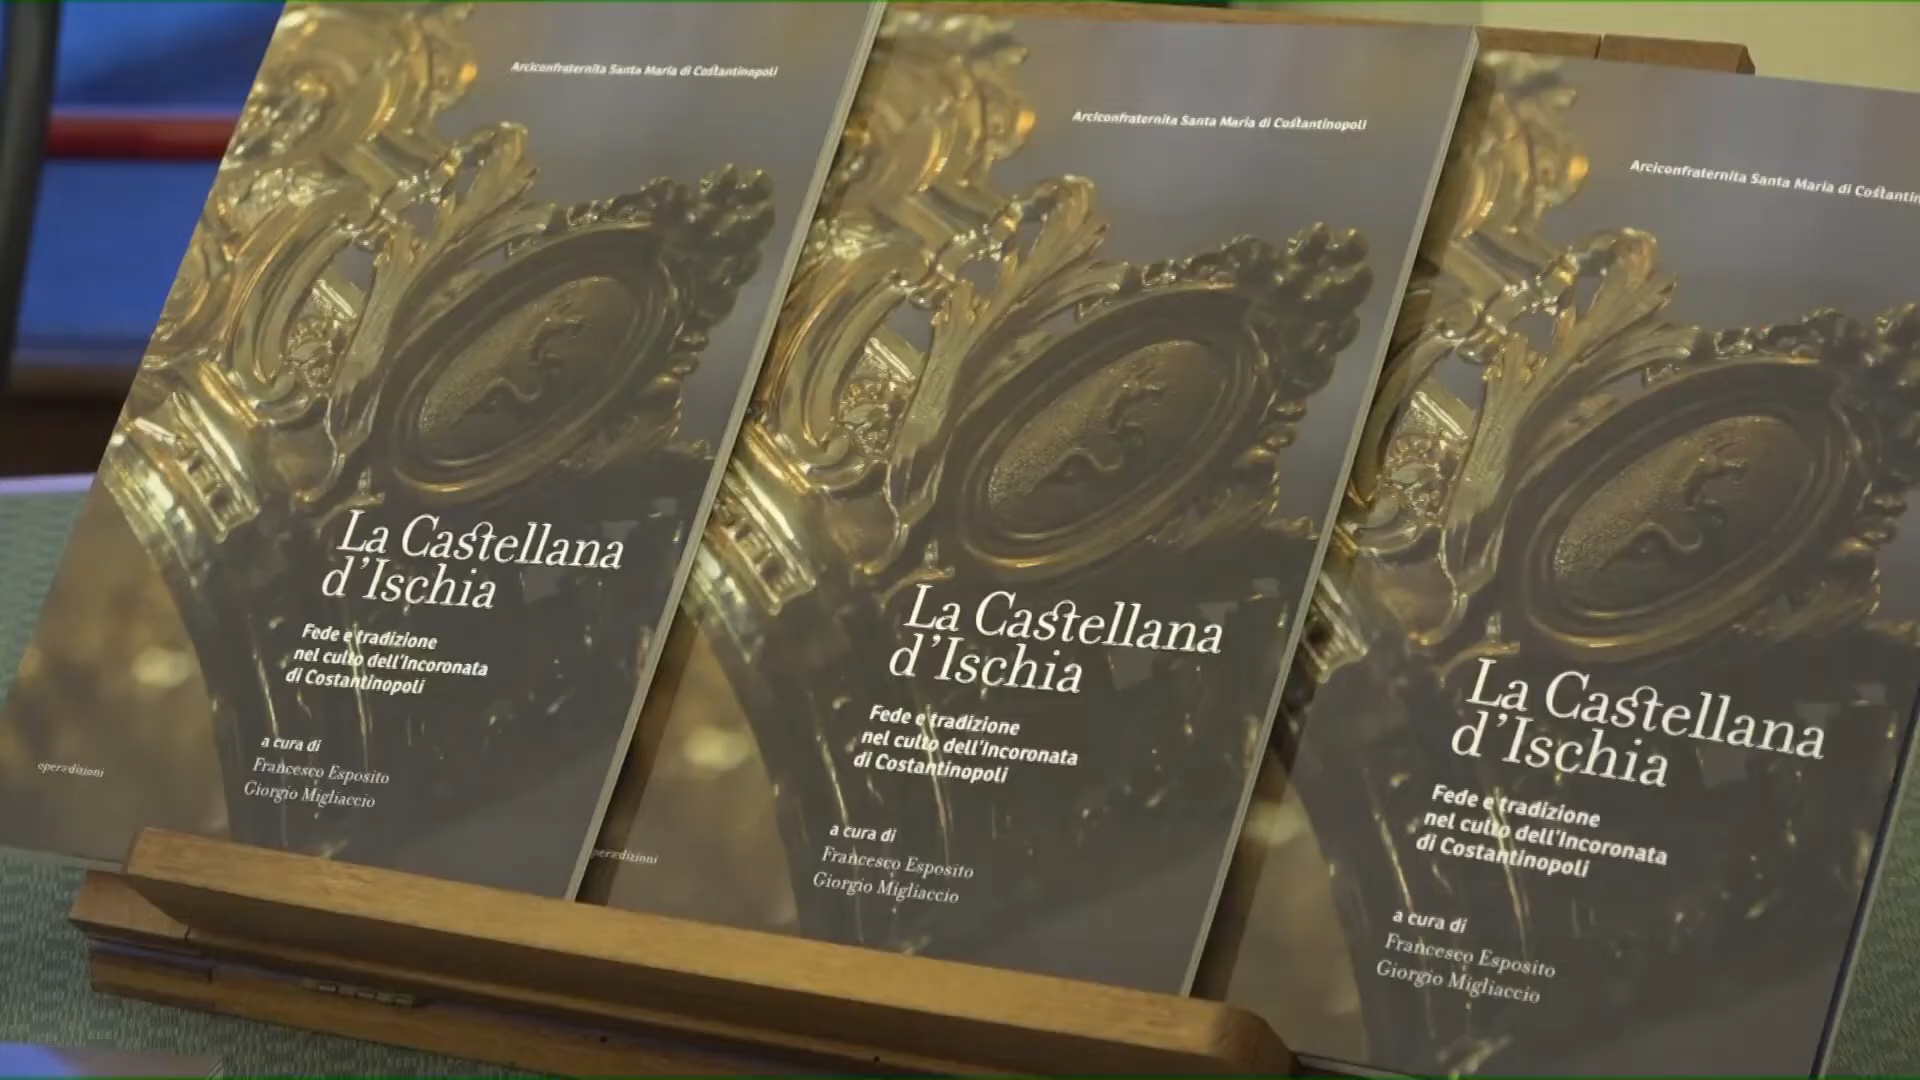 Arciconfraternita Santa Maria di Costantinopoli
La Castellana
d'Ischia
Fede e tradizione
nel culto dell'Incoronata
di Costantinopoli
a cura di
Francesco Esposito
Giorgio Migliaccio
operædizioni
Arciconfraternita Santa Maria di Costantinopoli
La Castellana
d'Ischia
Fede e tradizione
nel culto dell'Incoronata
di Costantinopoli
a cura di
Francesco Esposito
Giorgio Migliaccio
perædizioni
Arciconfraternita Santa Maria di Costantin
La Castellana
d'Ischia
Fede e tradizione
nel culto dell'Incoronata
di Costantinopoli
a cura di
Francesco Esposito
Giorgio Migliaccio